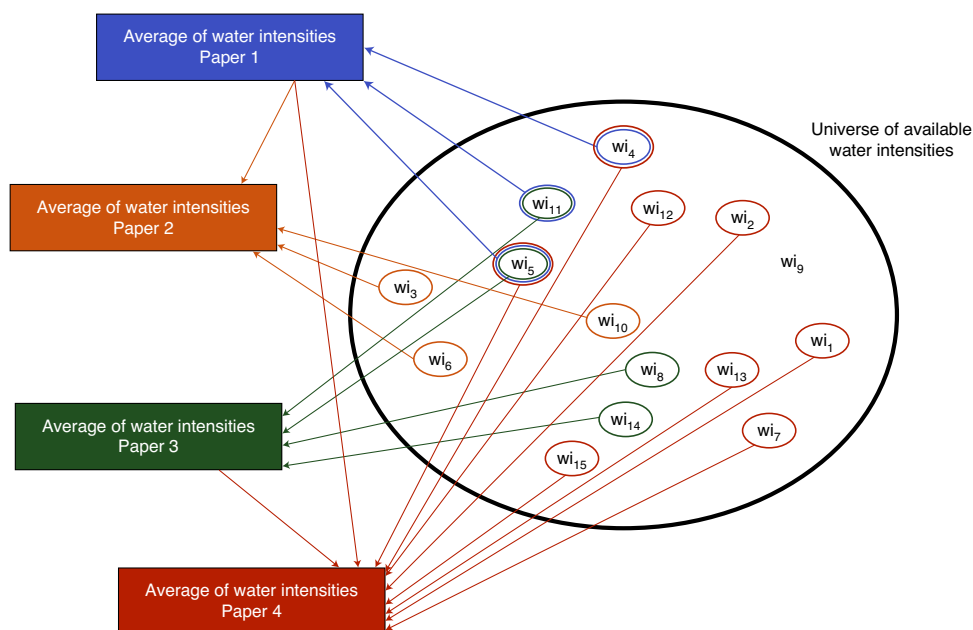 Average of water intensities
Paper 1
Universe of available
water intensities
wi₄
wi₁₁
wi₁₂
wi₂
Average of water intensities
Paper 2
wi₅
wi₉
wi₃
wi₁₀
wi₁
wi₆
wi₈
wi₁₃
wi₁₄
wi₇
Average of water intensities
Paper 3
wi₁₅
Average of water intensities
Paper 4